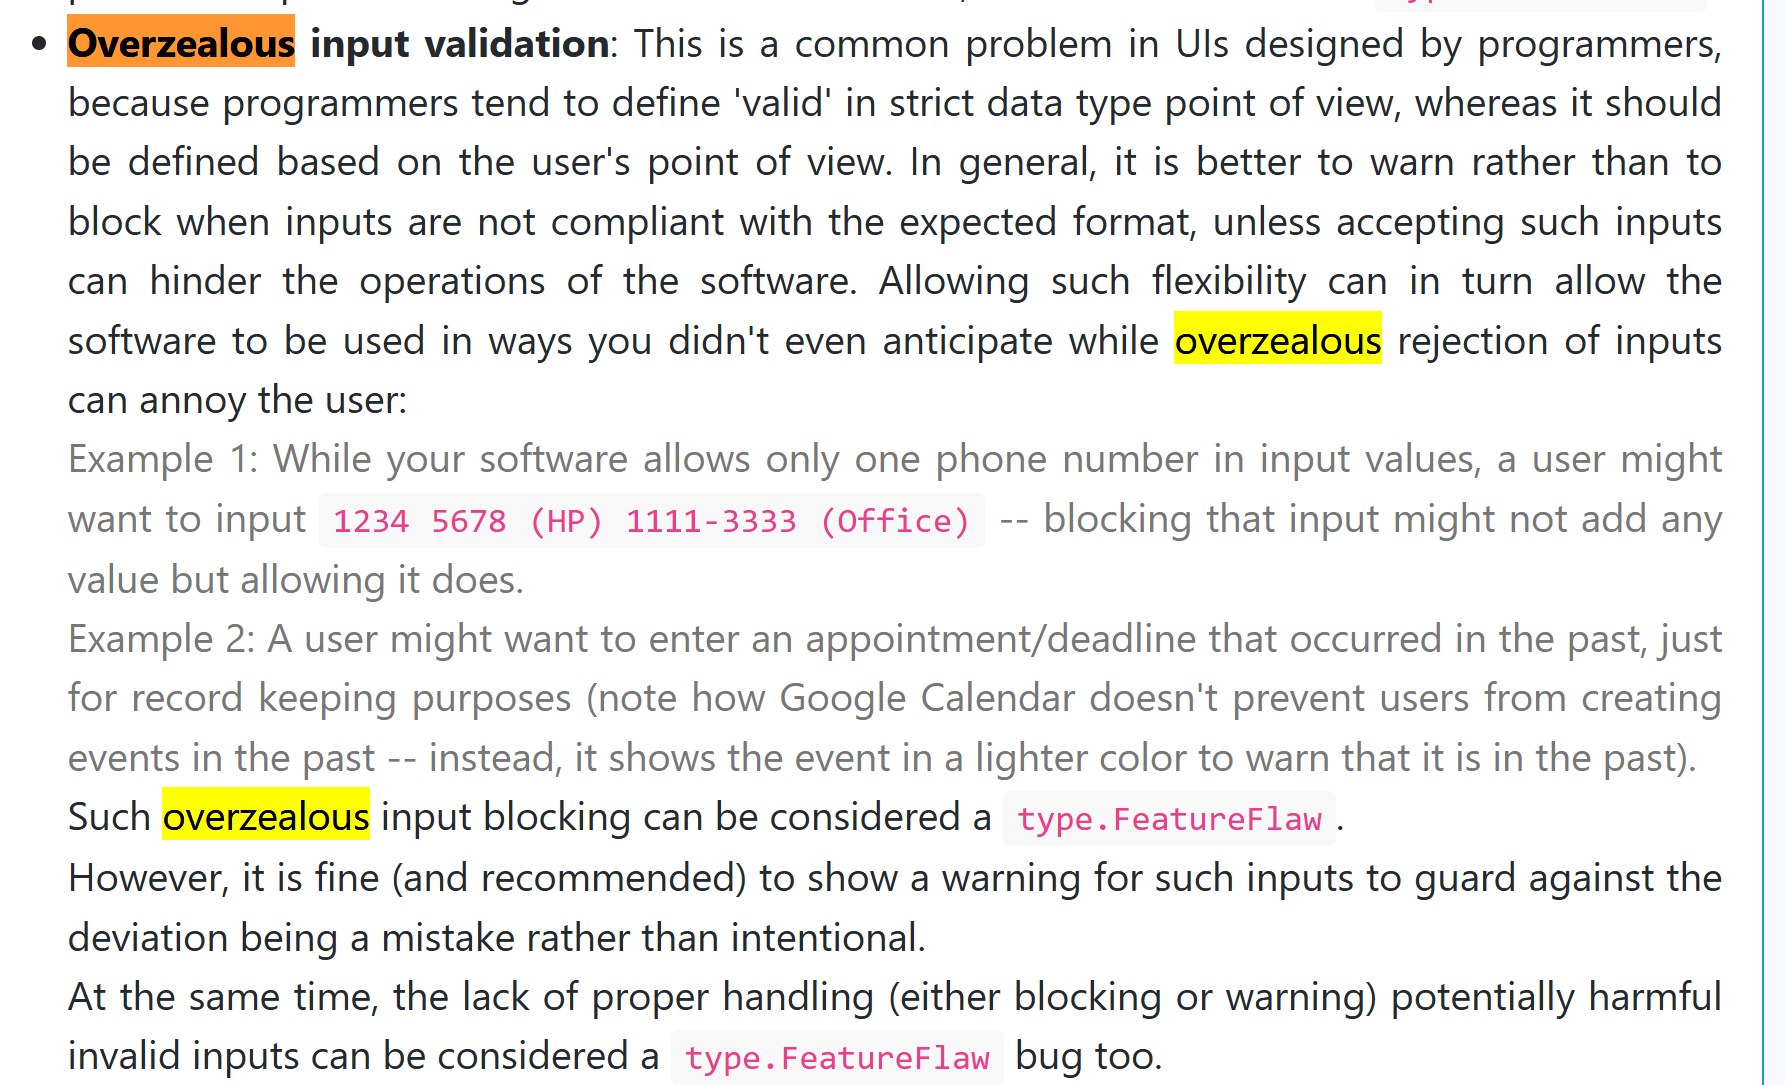 Overzealous input validation: This is a common problem in UIs designed by programmers,
because programmers tend to define 'valid' in strict data type point of view, whereas it should
be defined based on the user's point of view. In general, it is better to warn rather than to
block when inputs are not compliant with the expected format, unless accepting such inputs
can hinder the operations of the software. Allowing such flexibility can in turn allow the
software to be used in ways you didn't even anticipate while overzealous rejection of inputs
can annoy the user:
Example 1: While your software allows only one phone number in input values, a user might
want to input 1234 5678 (HP) 1111-3333 (Office) -- blocking that input might not add any
value but allowing it does.
Example 2: A user might want to enter an appointment/deadline that occurred in the past, just
for record keeping purposes (note how Google Calendar doesn't prevent users from creating
events in the past -- instead, it shows the event in a lighter color to warn that it is in the past).
Such overzealous input blocking can be considered a type.FeatureFlaw.
However, it is fine (and recommended) to show a warning for such inputs to guard against the
deviation being a mistake rather than intentional.
At the same time, the lack of proper handling (either blocking or warning) potentially harmful
invalid inputs can be considered a type.FeatureFlaw bug too.